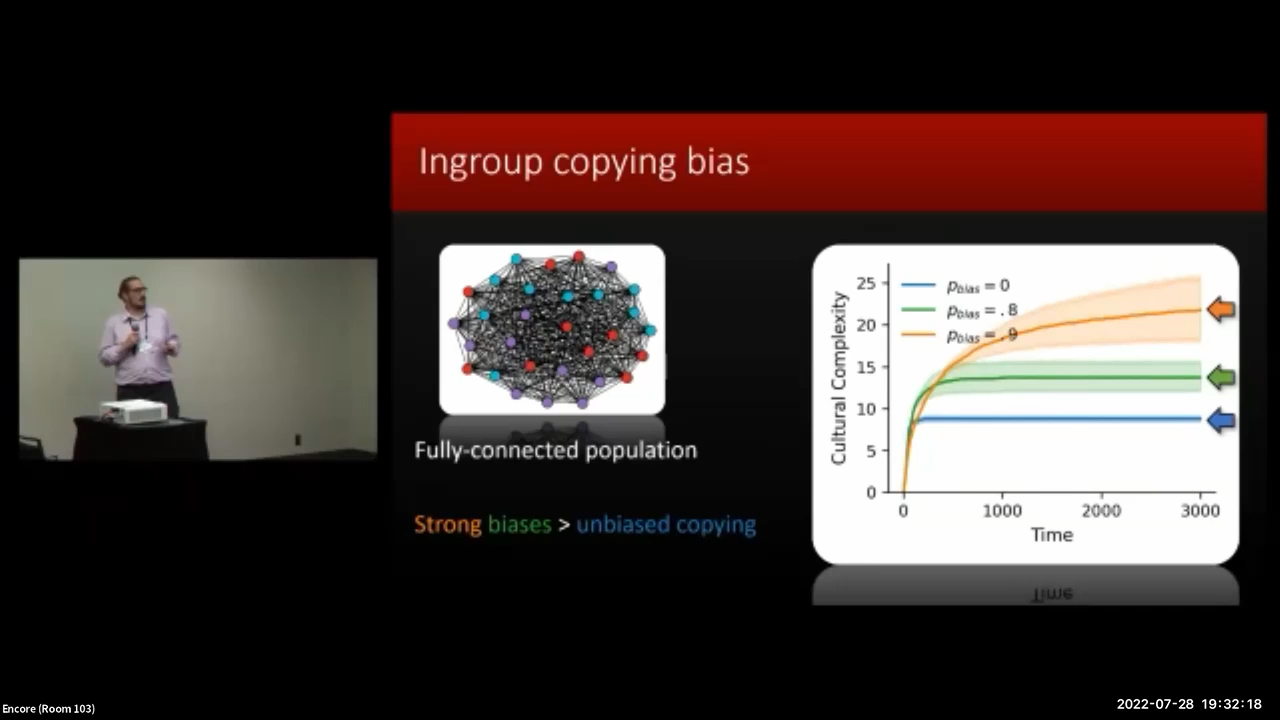 Ingroup copying bias
Fully-connected population
Strong biases > unbiased copying
Cultural Complexity
25
20
15
10
5
0
p_bias = 0
p_bias = .8
p_bias = .9
0 1000 2000 3000
Time
Time
Encore (Room 103)
2022-07-28 19:32:18